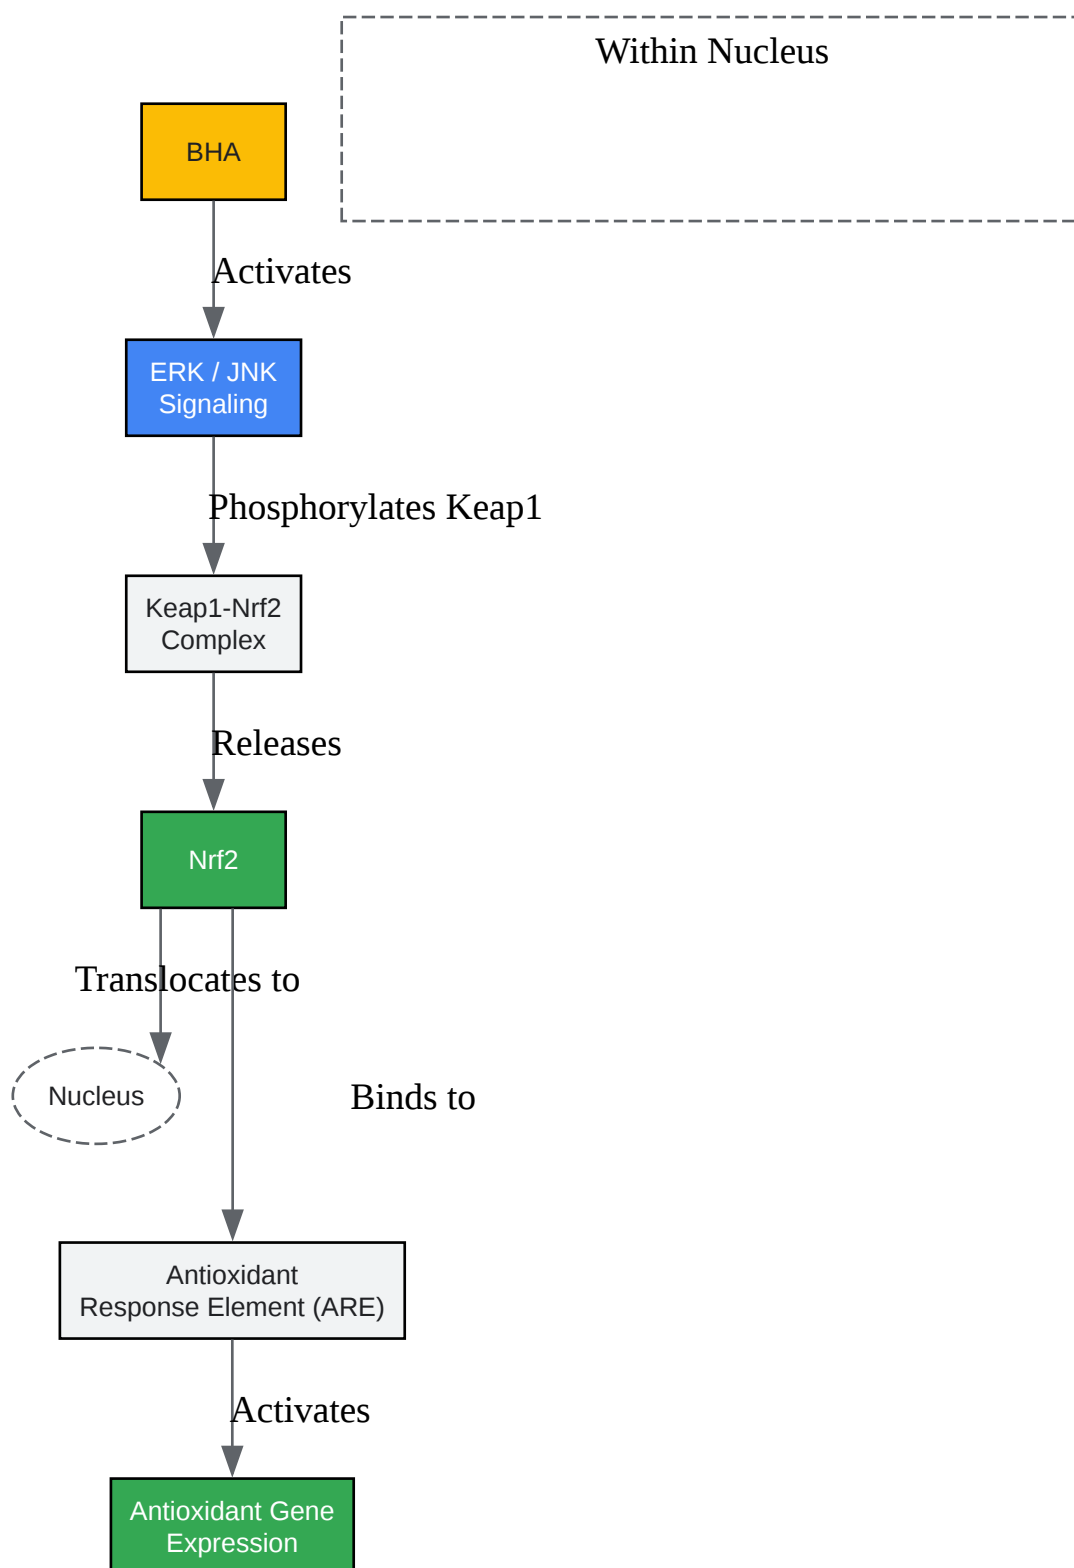 Within Nucleus
BHA
Activates
ERK / JNK
Signaling
Phosphorylates Keap1
Keap1-Nrf2
Complex
Releases
Nrf2
Translocates to
Nucleus
Binds to
Antioxidant
Response Element (ARE)
Activates
Antioxidant Gene
Expression